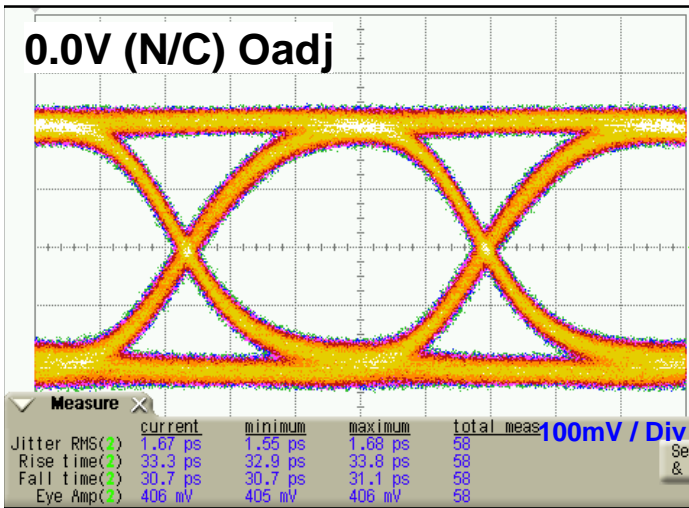 0.0V (N/C) Oadj
Measure
current minimum maximum total meas
100mV / Div
Jitter RMS(2) 1.67 ps 1.55 ps 1.68 ps 58
Rise time(2) 33.3 ps 32.9 ps 33.8 ps 58
Fall time(2) 30.7 ps 30.7 ps 31.1 ps 58
Eye Amp(2) 406 mV 405 mV 406 mV 58
Se
&